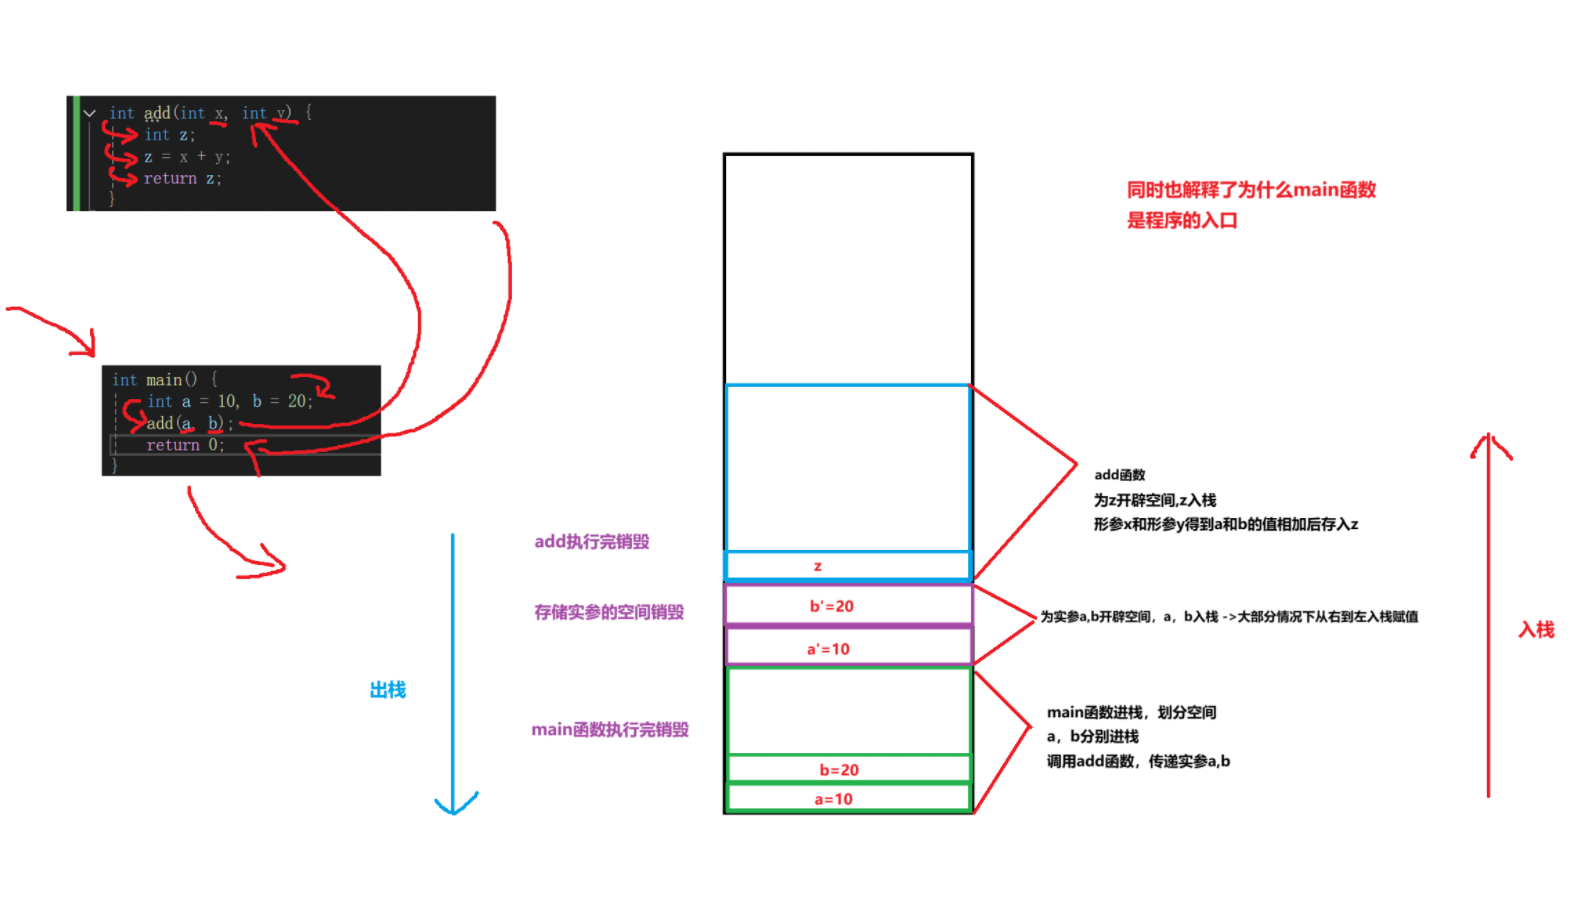 int add(int x, int y) {
int z;
z = x + y;
return z;
}
int main() {
int a = 10, b = 20;
add(a, b);
return 0;
}
同时也解释了为什么main函数
是程序的入口
add函数
为z开辟空间,z入栈
形参x和形参y得到a和b的值相加后存入z
add执行完销毁
z
存储实参的空间销毁
b'=20
为实参a,b开辟空间，a，b入栈 ->大部分情况下从右到左入栈赋值
入栈
a'=10
出栈
main函数执行完销毁
main函数进栈，划分空间
a，b分别进栈
调用add函数，传递实参a,b
b=20
a=10